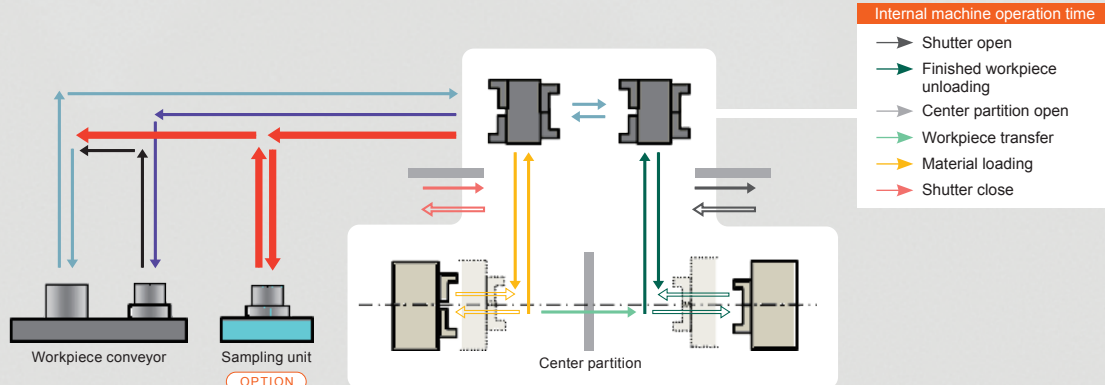 Internal machine operation time
Shutter open
Finished workpiece
unloading
Center partition open
Workpiece transfer
Material loading
Shutter close
Workpiece conveyor
Sampling unit
OPTION
Center partition